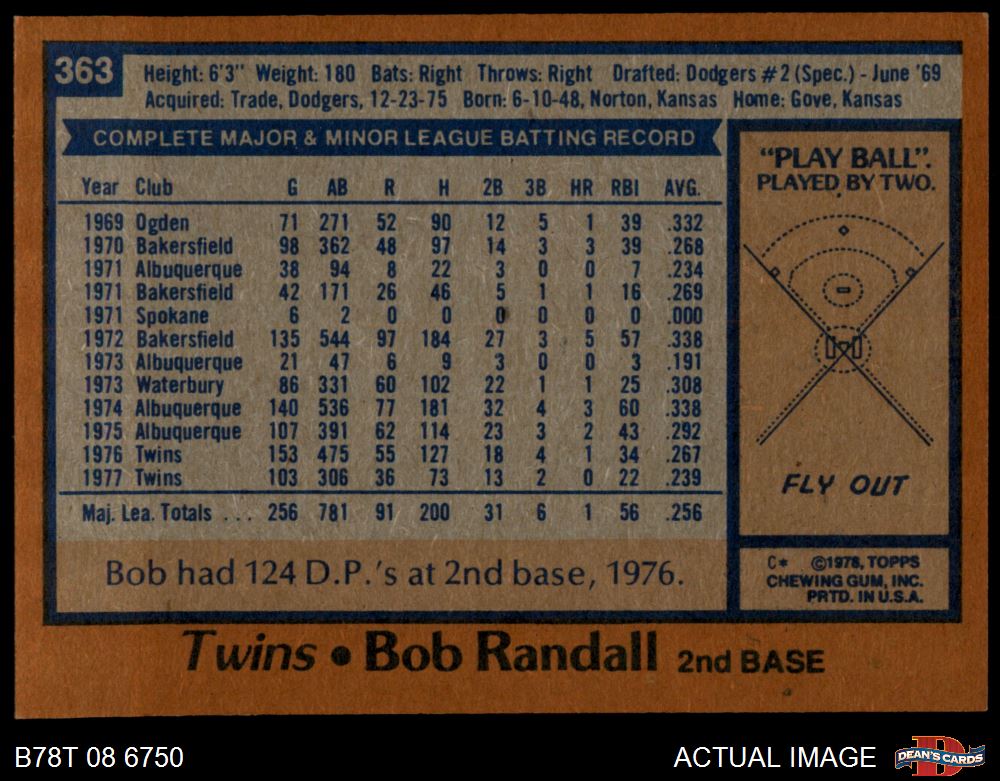 363
Height: 6'3" Weight: 180 Bats: Right Throws: Right Drafted: Dodgers #2 (Spec.) - June '69
Acquired: Trade, Dodgers, 12-23-75 Born: 6-10-48, Norton, Kansas Home: Gove, Kansas
COMPLETE MAJOR & MINOR LEAGUE BATTING RECORD
Year Club G AB R H 2B 3B HR RBI AVG.
1969 Ogden 71 271 52 90 12 5 1 39 .332
1970 Bakersfield 98 362 48 97 14 3 3 39 .268
1971 Albuquerque 38 94 8 22 3 0 0 7 .234
1971 Bakersfield 42 171 26 46 5 1 1 16 .269
1971 Spokane 6 2 0 0 0 0 0 0 .000
1972 Bakersfield 135 544 97 184 27 3 5 57 .338
1973 Albuquerque 21 47 6 9 3 0 0 3 .191
1973 Waterbury 86 331 60 102 22 1 1 25 .308
1974 Albuquerque 140 536 77 181 32 4 3 60 .338
1975 Albuquerque 107 391 62 114 23 3 2 43 .292
1976 Twins 153 475 55 127 18 4 1 34 .267
1977 Twins 103 306 36 73 13 2 0 22 .239
Maj. Lea. Totals . . . 256 781 91 200 31 6 1 56 .256
Bob had 124 D.P.'s at 2nd base, 1976.
"PLAY BALL".
PLAYED BY TWO.
FLY OUT
C* ©1978, TOPPS
CHEWING GUM, INC.
PRTD. IN U.S.A.
Twins • Bob Randall 2nd BASE
B78T 08 6750
ACTUAL IMAGE
D
DEAN'S CARDS